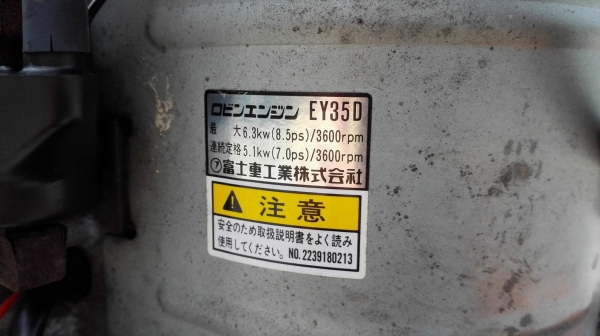 ロビンエンジン EY35D
最 大6.3kw(8.5ps)/3600rpm
連続定格5.1kw(7.0ps)/3600rpm
⑦富士重工業株式会社
注意
安全のため取扱説明書をよく読み
使用してください。 NO.2239180213